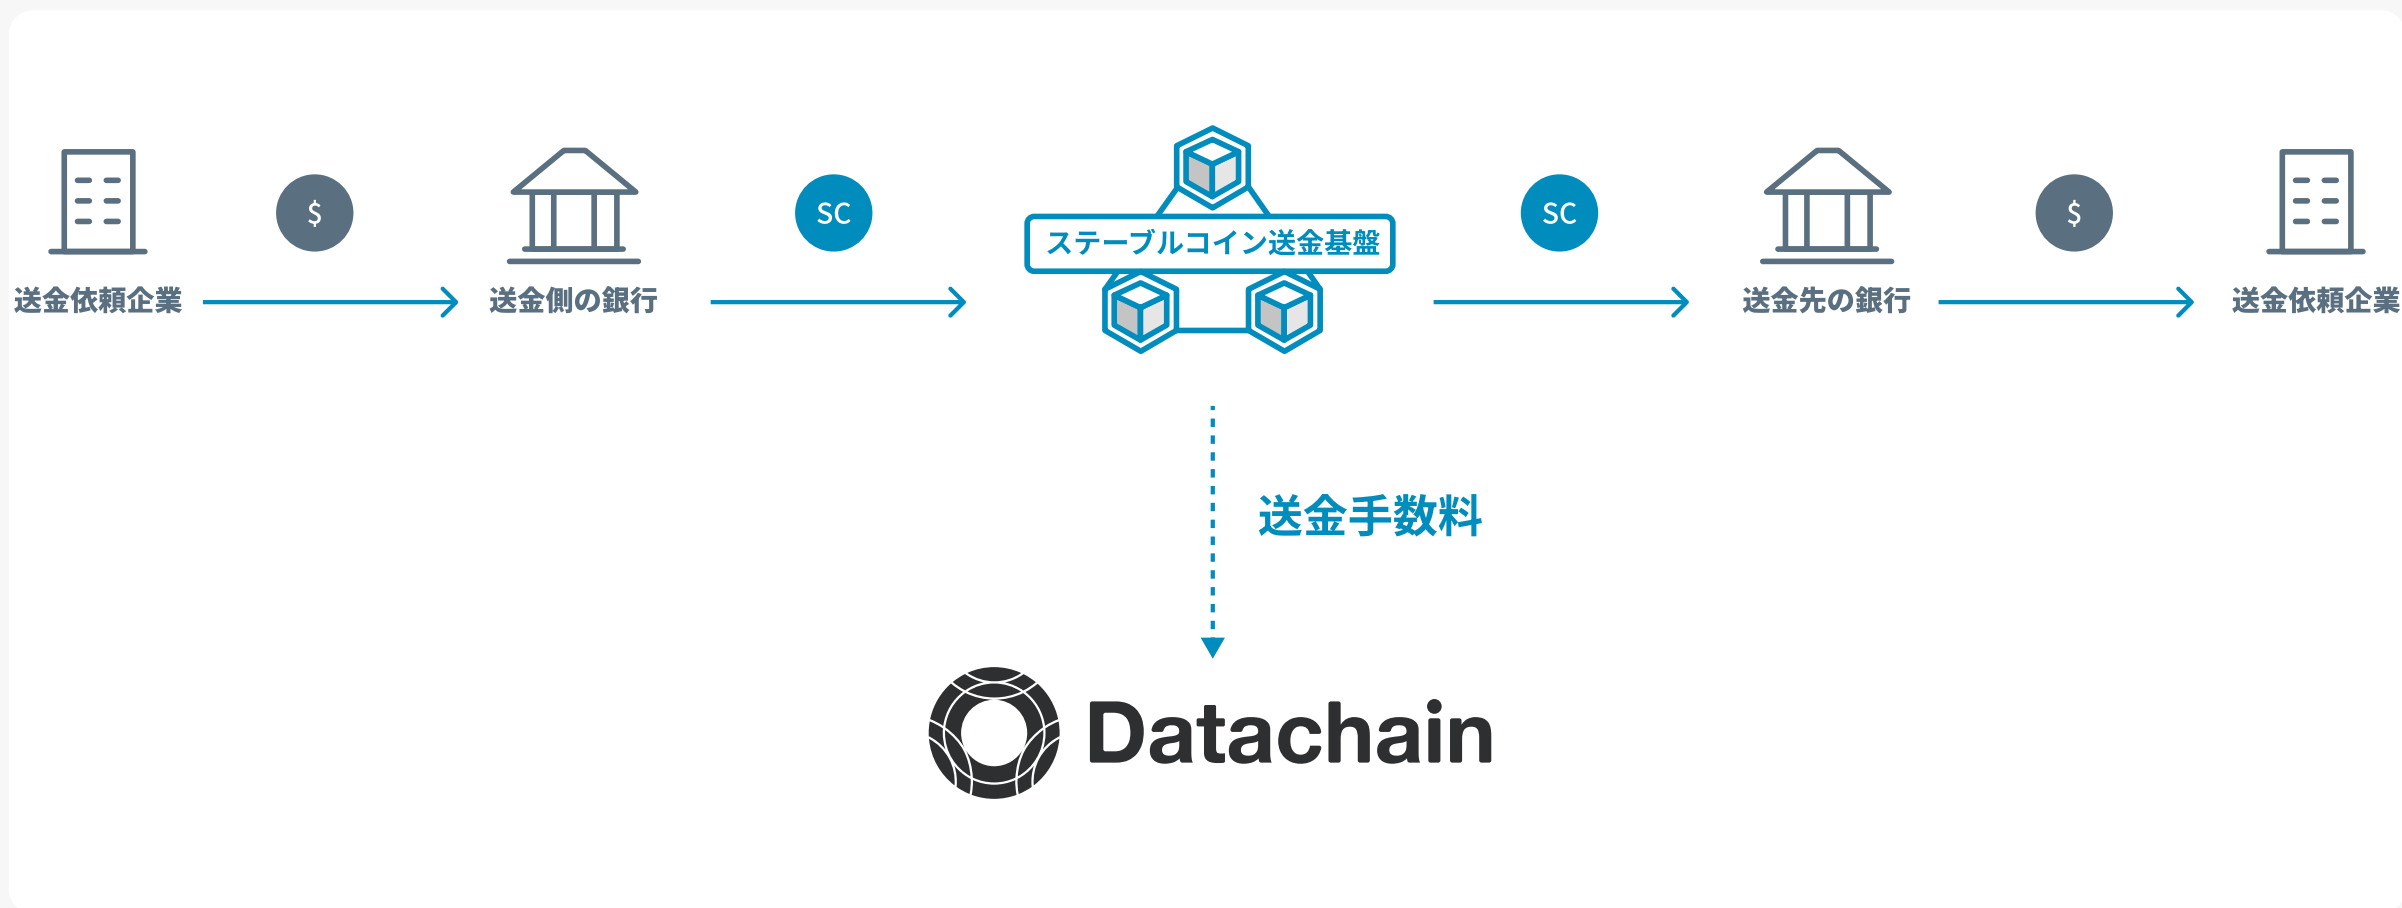 $
SC
ステーブルコイン送金基盤
SC
$
送金依頼企業
送金側の銀行
送金先の銀行
送金依頼企業
送金手数料
Datachain